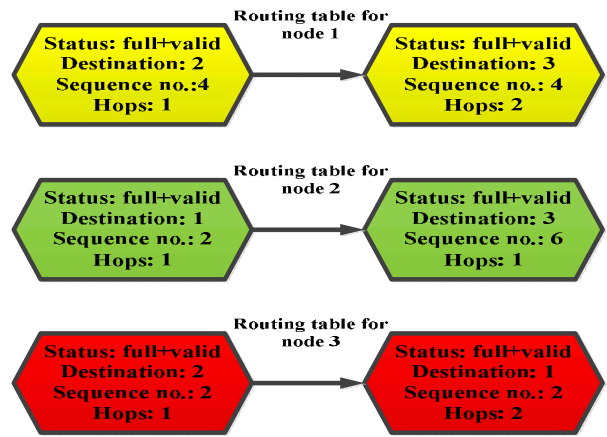 Routing table for
node 1
Status: full+valid
Destination: 2
Sequence no.:4
Hops: 1
Status: full+valid
Destination: 3
Sequence no.: 4
Hops: 2
Routing table for
node 2
Status: full+valid
Destination: 1
Sequence no.: 2
Hops: 1
Status: full+valid
Destination: 3
Sequence no.: 6
Hops: 1
Routing table for
node 3
Status: full+valid
Destination: 2
Sequence no.: 2
Hops: 1
Status: full+valid
Destination: 1
Sequence no.: 2
Hops: 2